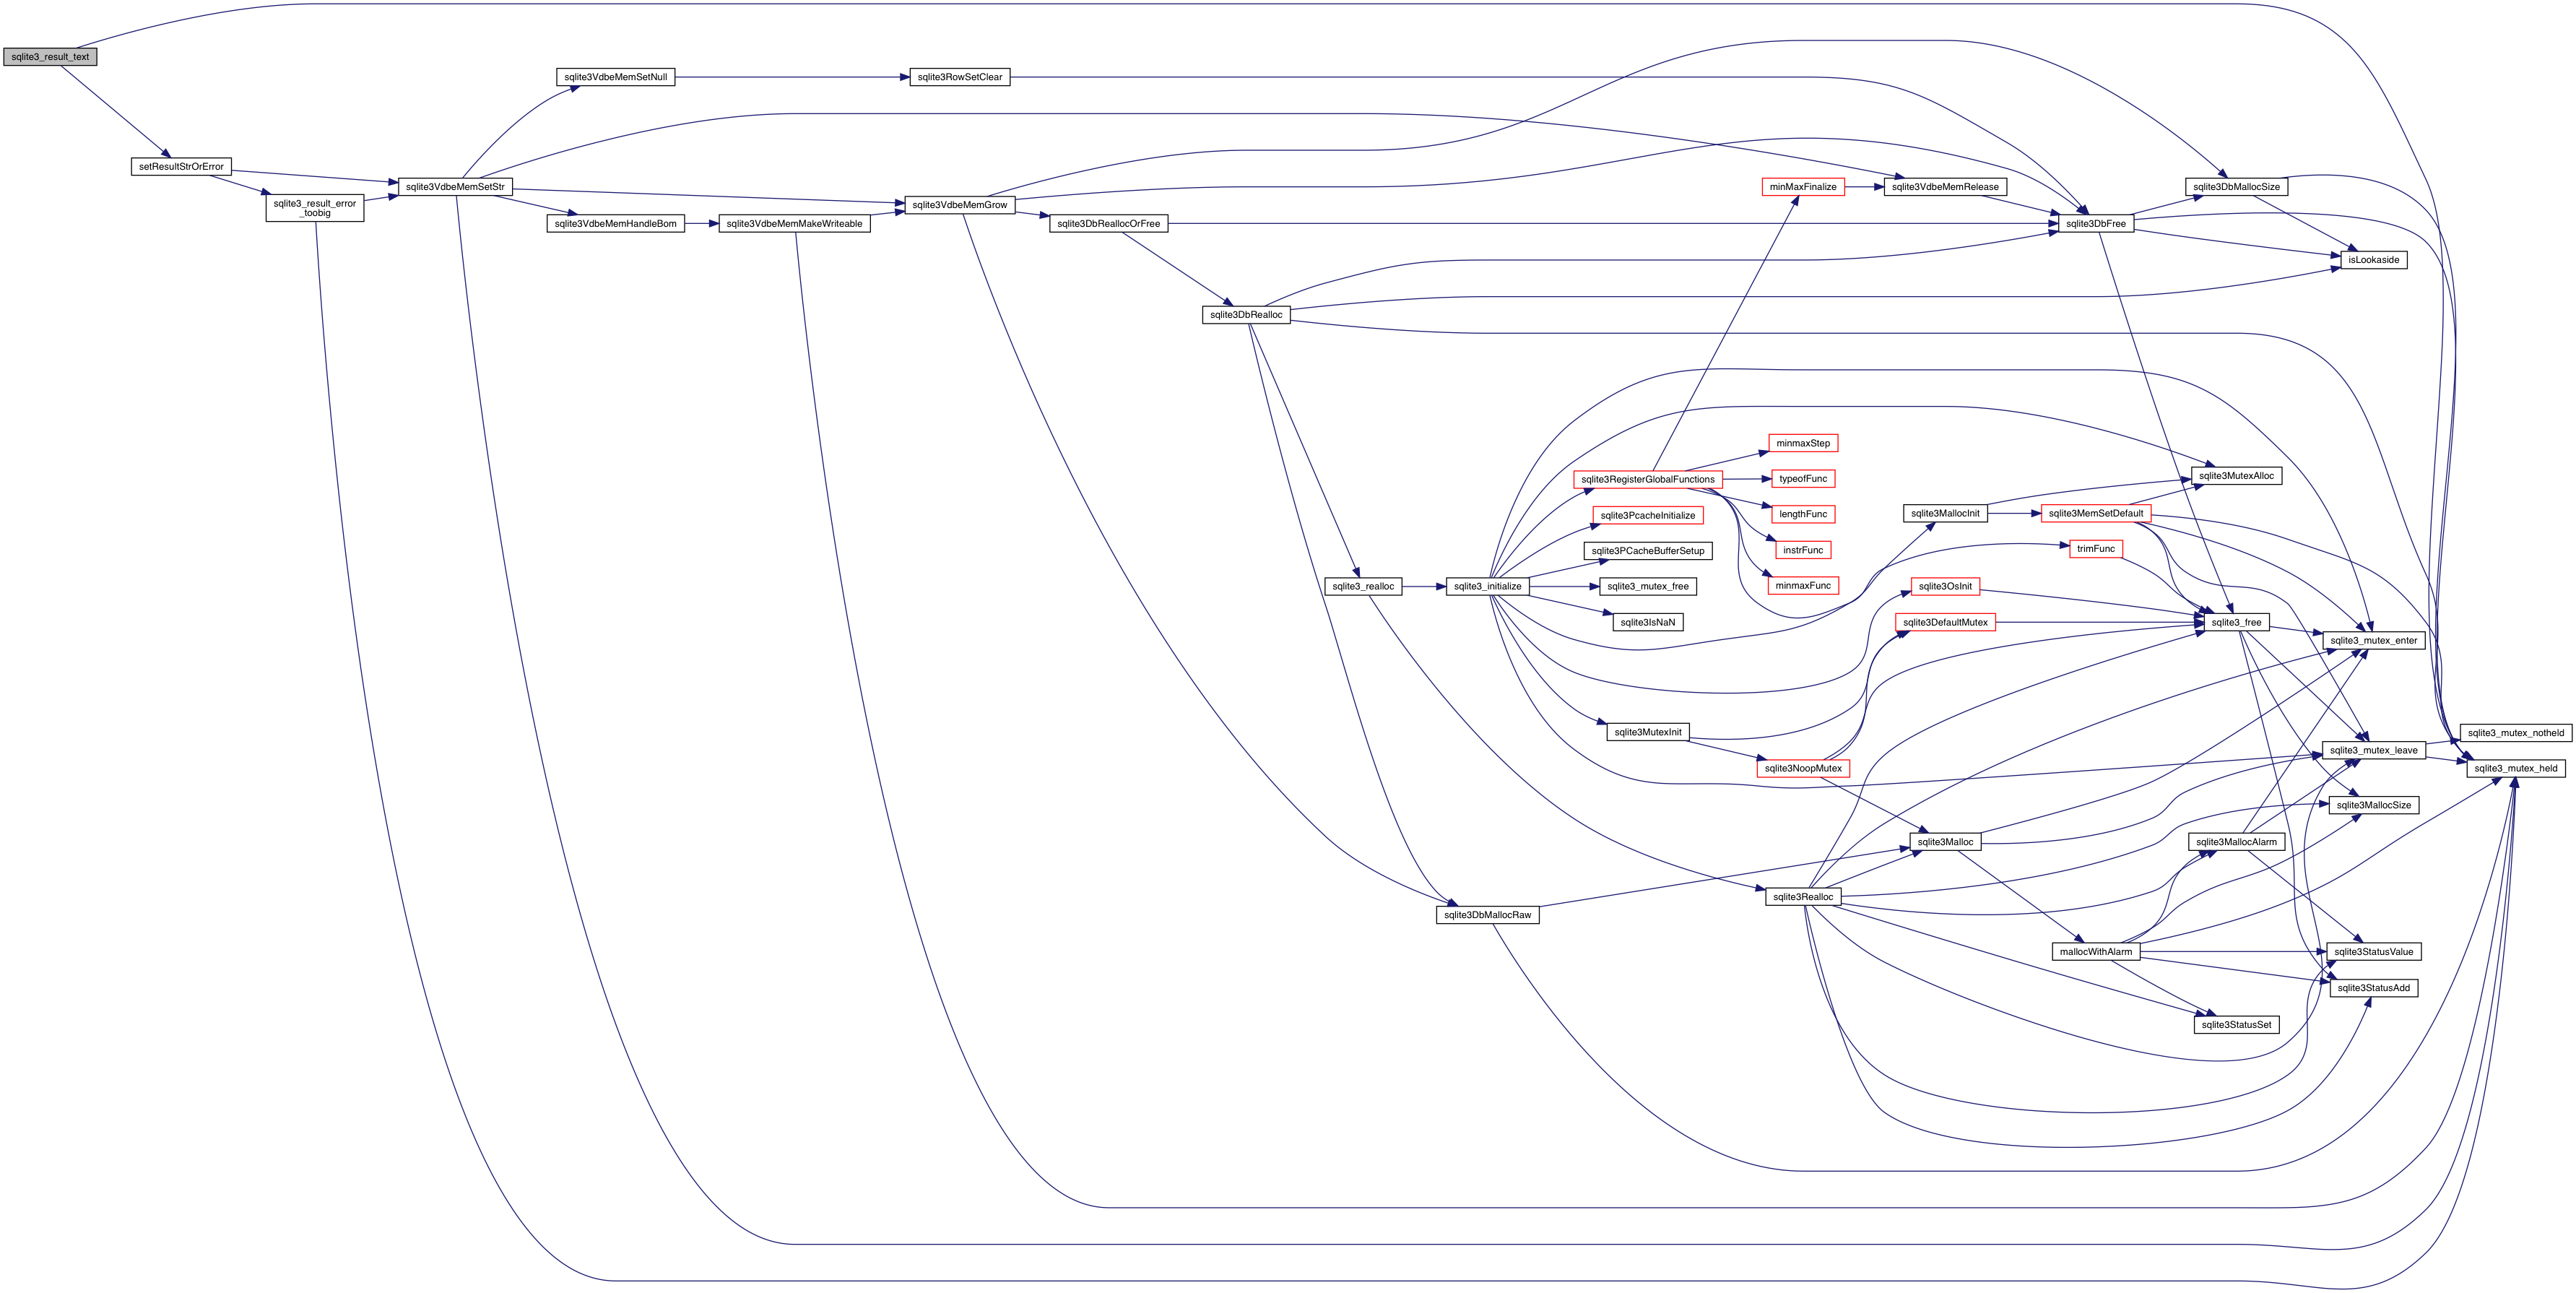 sqlite3_result_text
setResultStrOrError
sqlite3_result_error
_toobig
sqlite3VdbeMemSetStr
sqlite3VdbeMemSetNull
sqlite3VdbeMemHandleBom
sqlite3VdbeMemMakeWriteable
sqlite3RowSetClear
sqlite3VdbeMemGrow
sqlite3DbReallocOrFree
sqlite3DbRealloc
sqlite3_realloc
sqlite3DbMallocRaw
sqlite3_initialize
sqlite3RegisterGlobalFunctions
sqlite3PcacheInitialize
sqlite3PCacheBufferSetup
sqlite3_mutex_free
sqlite3IsNaN
sqlite3MutexInit
minMaxFinalize
minmaxStep
typeofFunc
lengthFunc
instrFunc
minmaxFunc
sqlite3NoopMutex
sqlite3Realloc
sqlite3VdbeMemRelease
sqlite3MallocInit
sqlite3OsInit
sqlite3DefaultMutex
sqlite3Malloc
sqlite3DbFree
sqlite3MemSetDefault
trimFunc
mallocWithAlarm
sqlite3DbMallocSize
sqlite3MutexAlloc
sqlite3_free
sqlite3MallocAlarm
sqlite3StatusSet
isLookaside
sqlite3_mutex_enter
sqlite3_mutex_leave
sqlite3MallocSize
sqlite3StatusValue
sqlite3StatusAdd
sqlite3_mutex_notheld
sqlite3_mutex_held